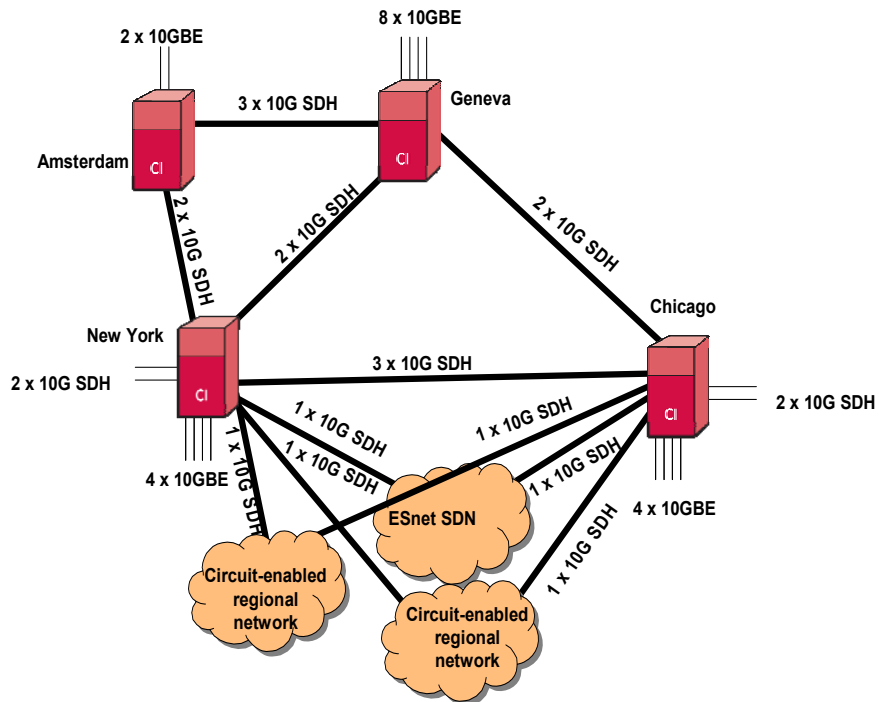 8 x 10GBE
2 x 10GBE
3 x 10G SDH
Geneva
Amsterdam
CI
CI
2 x 10G SDH
2 x 10G SDH
2 x 10G SDH
Chicago
New York
3 x 10G SDH
2 x 10G SDH
CI
CI
2 x 10G SDH
1 x 10G SDH
1 x 10G SDH
1 x 10G SDH
1 x 10G SDH
1 x 10G SDH
4 x 10GBE
4 x 10GBE
ESnet SDN
1 x 10G SDH
Circuit-enabled
regional
network
Circuit-enabled
regional
network